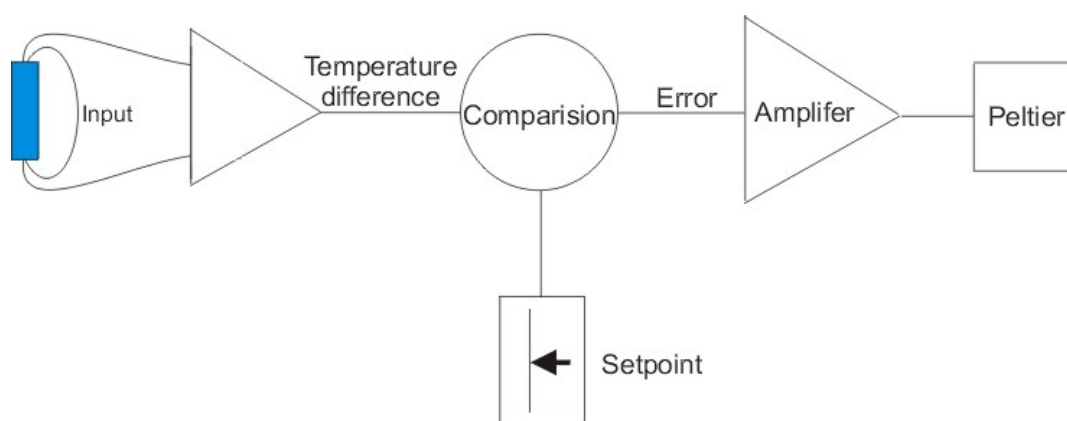 Input
Temperature
difference
Comparision
Error
Amplifer
Peltier
Setpoint